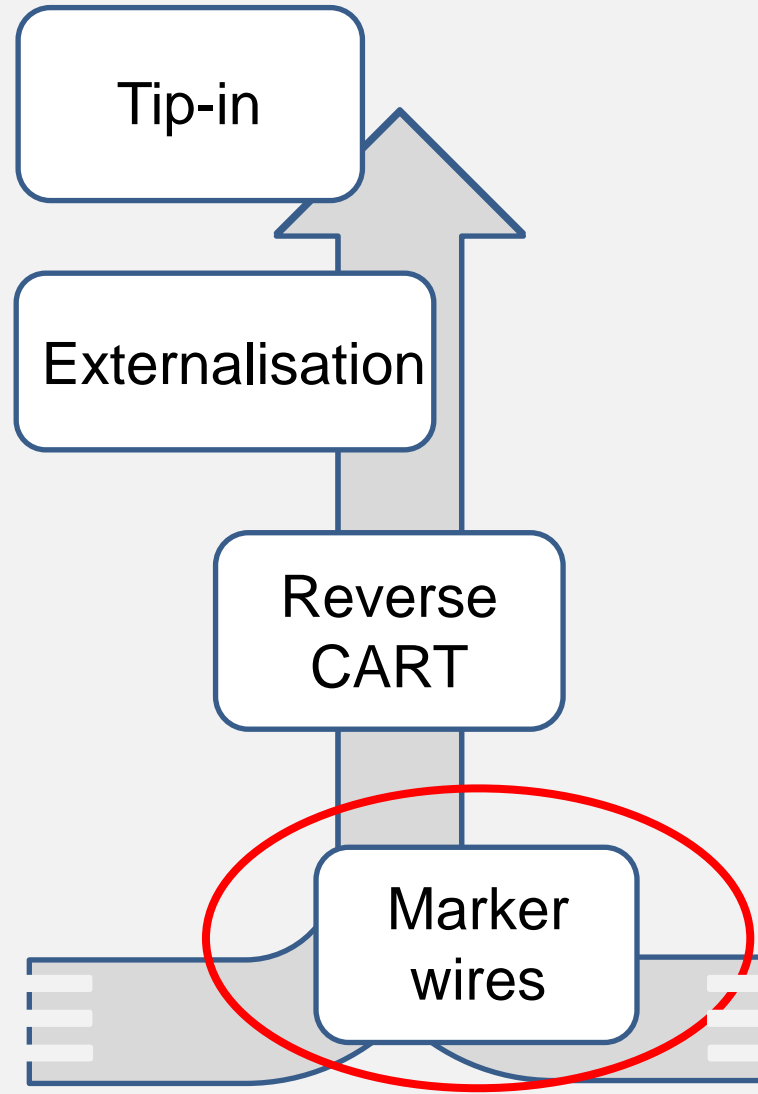 Tip-in
Externalisation
Reverse
CART
Marker
wires